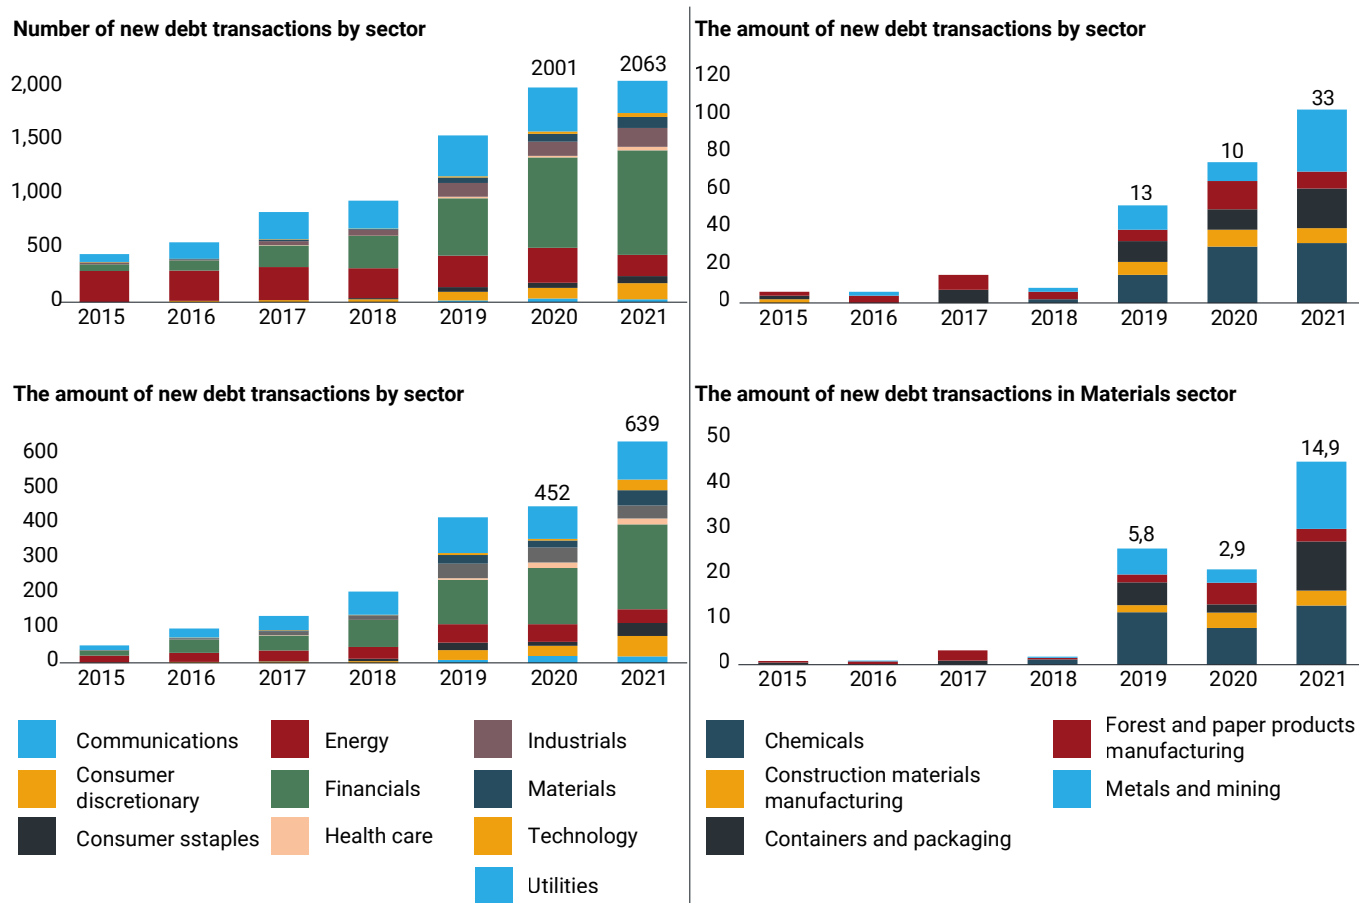 Number of new debt transactions by sector
2,000
1,500
1,000
500
0
2001
2063
2015 2016 2017 2018 2019 2020 2021
The amount of new debt transactions by sector
120
100
80
60
40
20
0
13
10
33
2015 2016 2017 2018 2019 2020 2021
The amount of new debt transactions by sector
600
500
400
300
200
100
0
452
639
2015 2016 2017 2018 2019 2020 2021
The amount of new debt transactions in Materials sector
50
40
30
20
10
0
5,8
2,9
14,9
2015 2016 2017 2018 2019 2020 2021
Communications
Consumer
discretionary
Consumer sstaples
Energy
Financials
Health care
Industrials
Materials
Technology
Utilities
Chemicals
Construction materials
manufacturing
Containers and packaging
Forest and paper products
manufacturing
Metals and mining